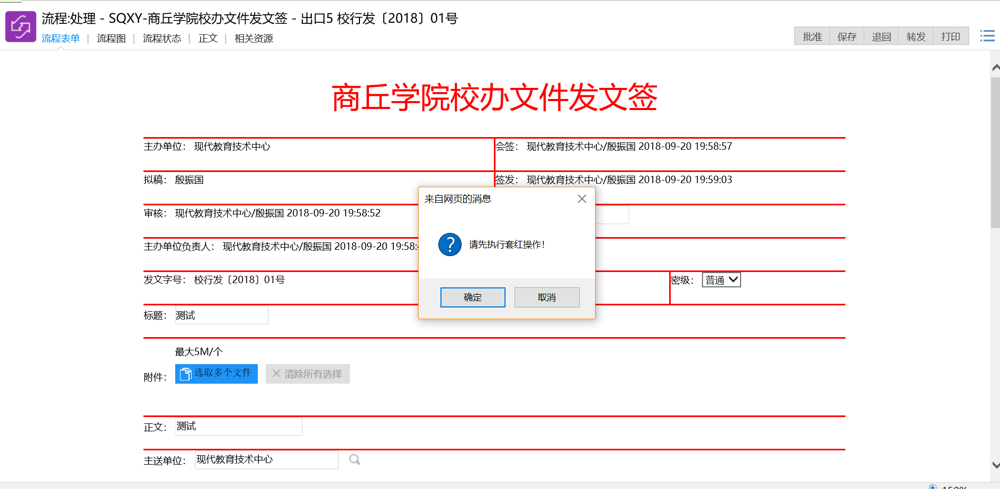 流程:处理 - SQXY-商丘学院校办文件发文签 - 出口5 校行发〔2018〕01号
流程表单 | 流程图 | 流程状态 | 正文 | 相关资源
批准 保存 退回 转发 打印
商丘学院校办文件发文签
主办单位： 现代教育技术中心
会签： 现代教育技术中心/殷振国 2018-09-20 19:58:57
拟稿： 殷振国
签发： 现代教育技术中心/殷振国 2018-09-20 19:59:03
审核： 现代教育技术中心/殷振国 2018-09-20 19:58:52
主办单位负责人： 现代教育技术中心/殷振国 2018-09-20 19:58:
发文字号： 校行发〔2018〕01号
密级： 普通
来自网页的消息
?
请先执行套红操作！
确定 取消
标题： 测试
最大5M/个
附件： 选取多个文件 清除所有选择
正文： 测试
主送单位： 现代教育技术中心